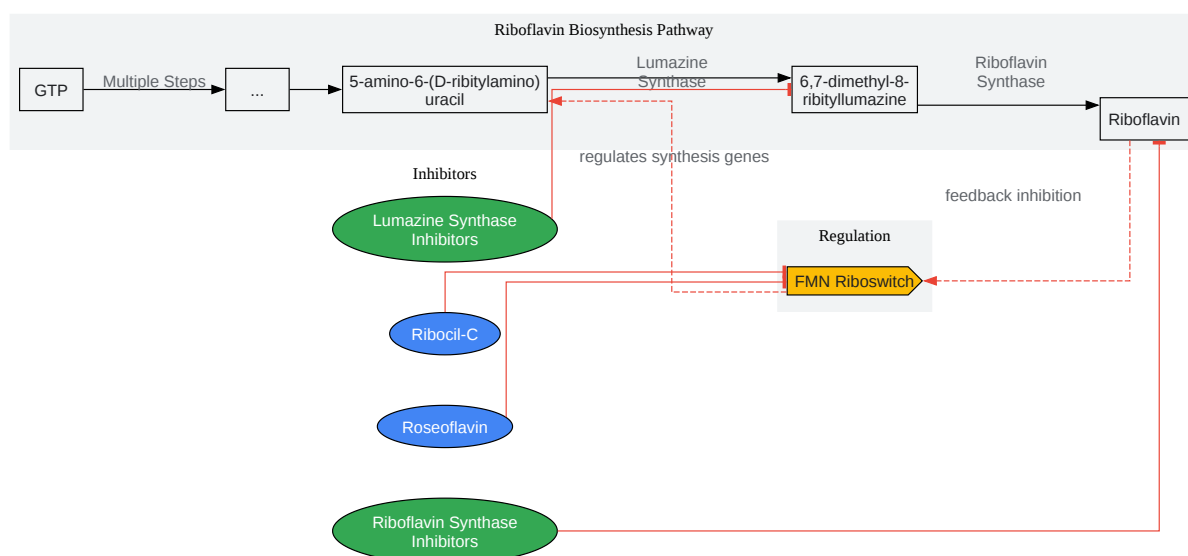 Riboflavin Biosynthesis Pathway
GTP
Multiple Steps
...
5-amino-6-(D-ribitylamino)
uracil
Lumazine
Synthase
6,7-dimethyl-8-
ribityllumazine
Riboflavin
Synthase
Riboflavin
regulates synthesis genes
Inhibitors
feedback inhibition
Lumazine Synthase
Inhibitors
Regulation
FMN Riboswitch
Ribocil-C
Roseoflavin
Riboflavin Synthase
Inhibitors